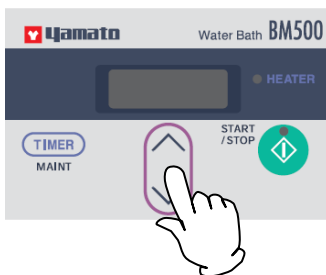 yamato
Water Bath BM500
HEATER
TIMER
MAINT
START
/STOP